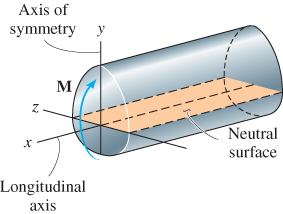 Axis of
symmetry
y
M
z
x
Neutral
surface
Longitudinal
axis